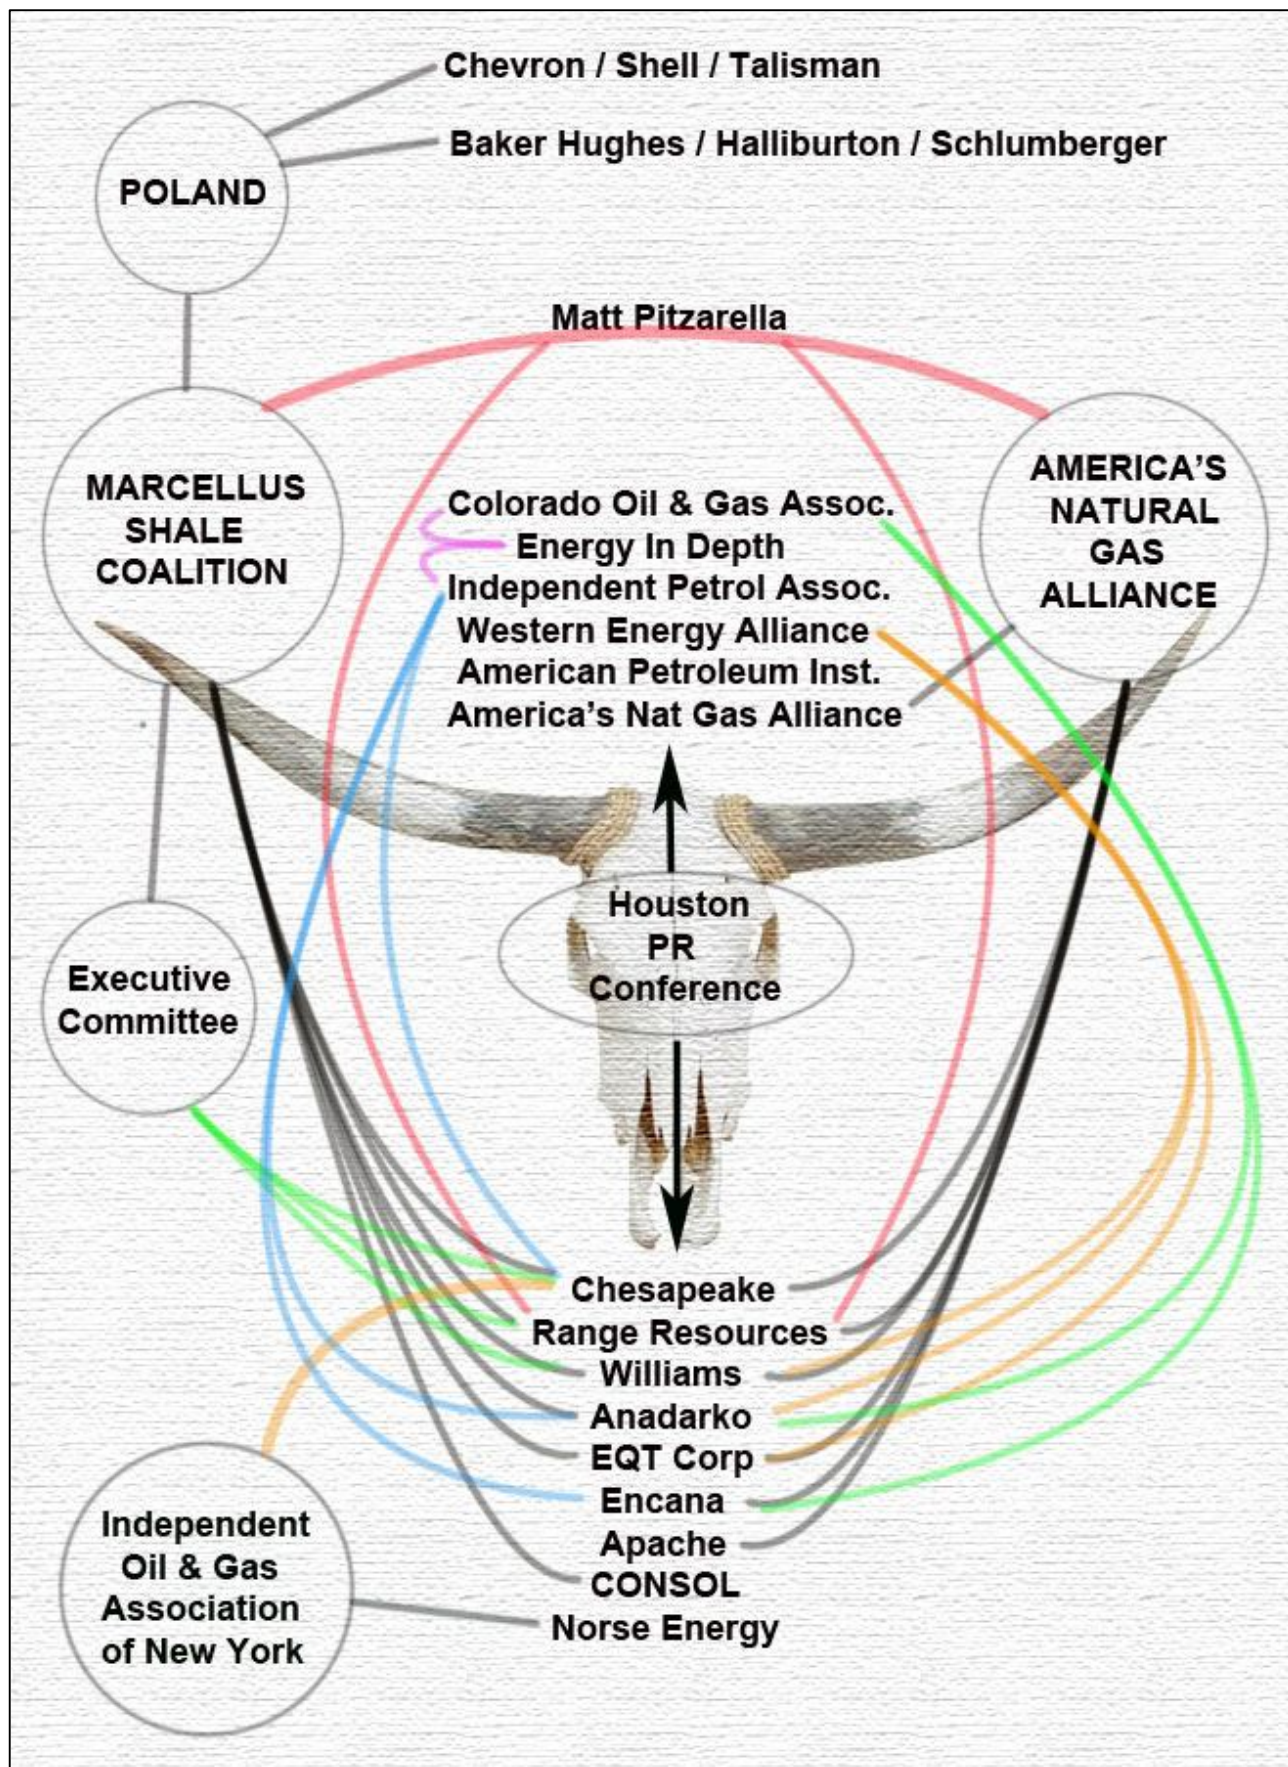 Chevron / Shell / Talisman
Baker Hughes / Halliburton / Schlumberger
POLAND
Matt Pitzarella
MARCELLUS
SHALE
COALITION
Colorado Oil & Gas Assoc.
Energy In Depth
Independent Petrol Assoc.
Western Energy Alliance
American Petroleum Inst.
America's Nat Gas Alliance
AMERICA'S
NATURAL
GAS
ALLIANCE
Houston
PR
Conference
Executive
Committee
Chesapeake
Range Resources
Williams
Anadarko
EQT Corp
Encana
Apache
CONSOL
Norse Energy
Independent
Oil & Gas
Association
of New York